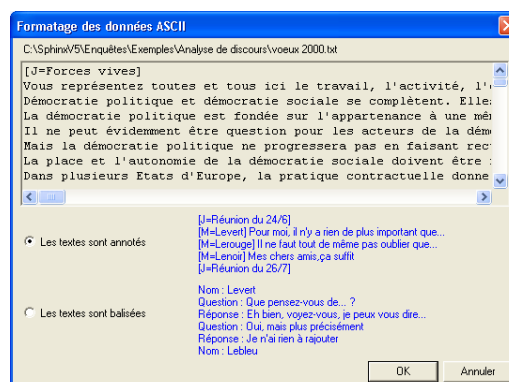 Formatage des données ASCII
C:\SphinxV5\Enquêtes\Exemples\Analyse de discours\voeux 2000.txt
[J=Forces vives]
Vous représentez toutes et tous ici le travail, l'activité, l'
Démocratie politique et démocratie sociale se complètent. Elle
La démocratie politique est fondée sur l'appartenance à une
Il ne peut évidemment être question pour les acteurs de la
Mais la démocratie politique ne progressera pas en faisant
La place et l'autonomie de la démocratie sociale doivent être
Dans plusieurs Etats d'Europe, la pratique contractuelle donne
Les textes sont annotés
[J=Réunion du 24/6]
[M=Levert] Pour moi, il n'y a rien de plus important que...
[M=Lerouge] Il ne faut tout de même pas oublier que...
[M=Lenoir] Mes chers amis,ça suffit
[J=Réunion du 26/7]
Les textes sont balisées
Nom : Levert
Question : Que pensez-vous de... ?
Réponse : Eh bien, voyez-vous, je peux vous dire...
Question : Oui, mais plus précisément
Réponse : Je n'ai rien à rajouter
Nom : Lebleu
OK Annuler